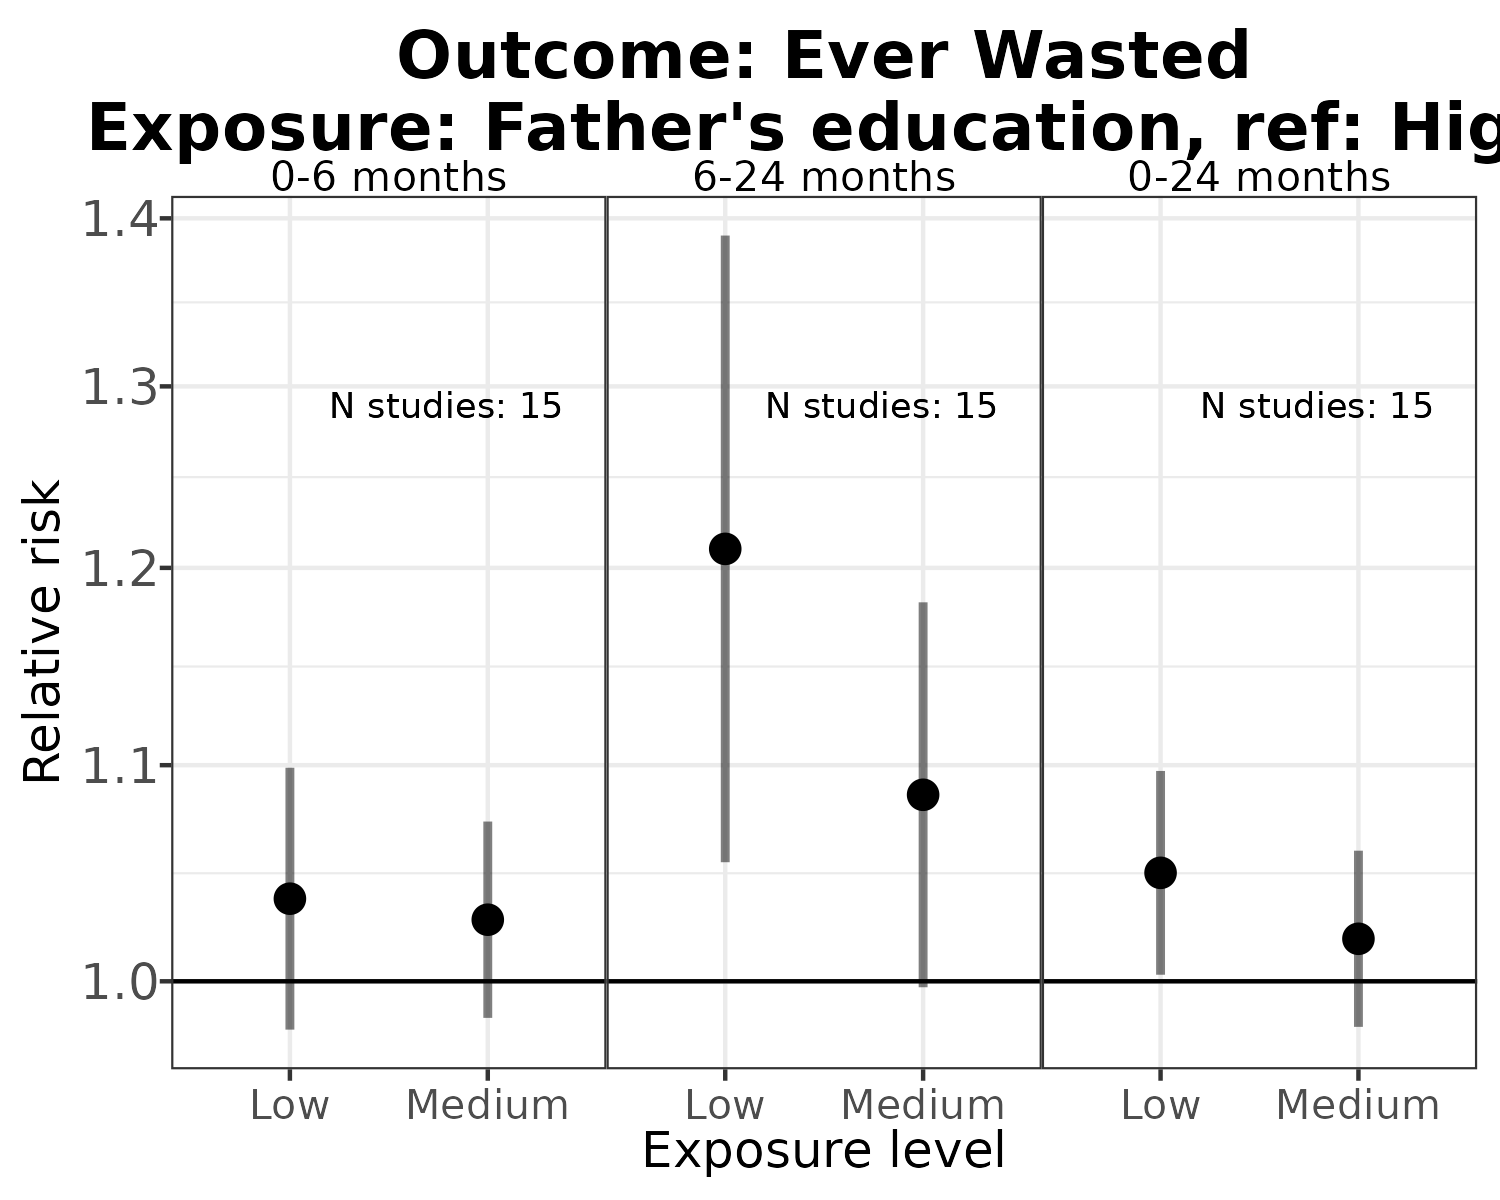 Outcome: Ever Wasted
Exposure: Father's education, ref: Hig
0-6 months
6-24 months
0-24 months
1.4
1.3
1.2
1.1
1.0
Relative risk
N studies: 15
N studies: 15
N studies: 15
Low
Medium
Low
Medium
Low
Medium
Exposure level